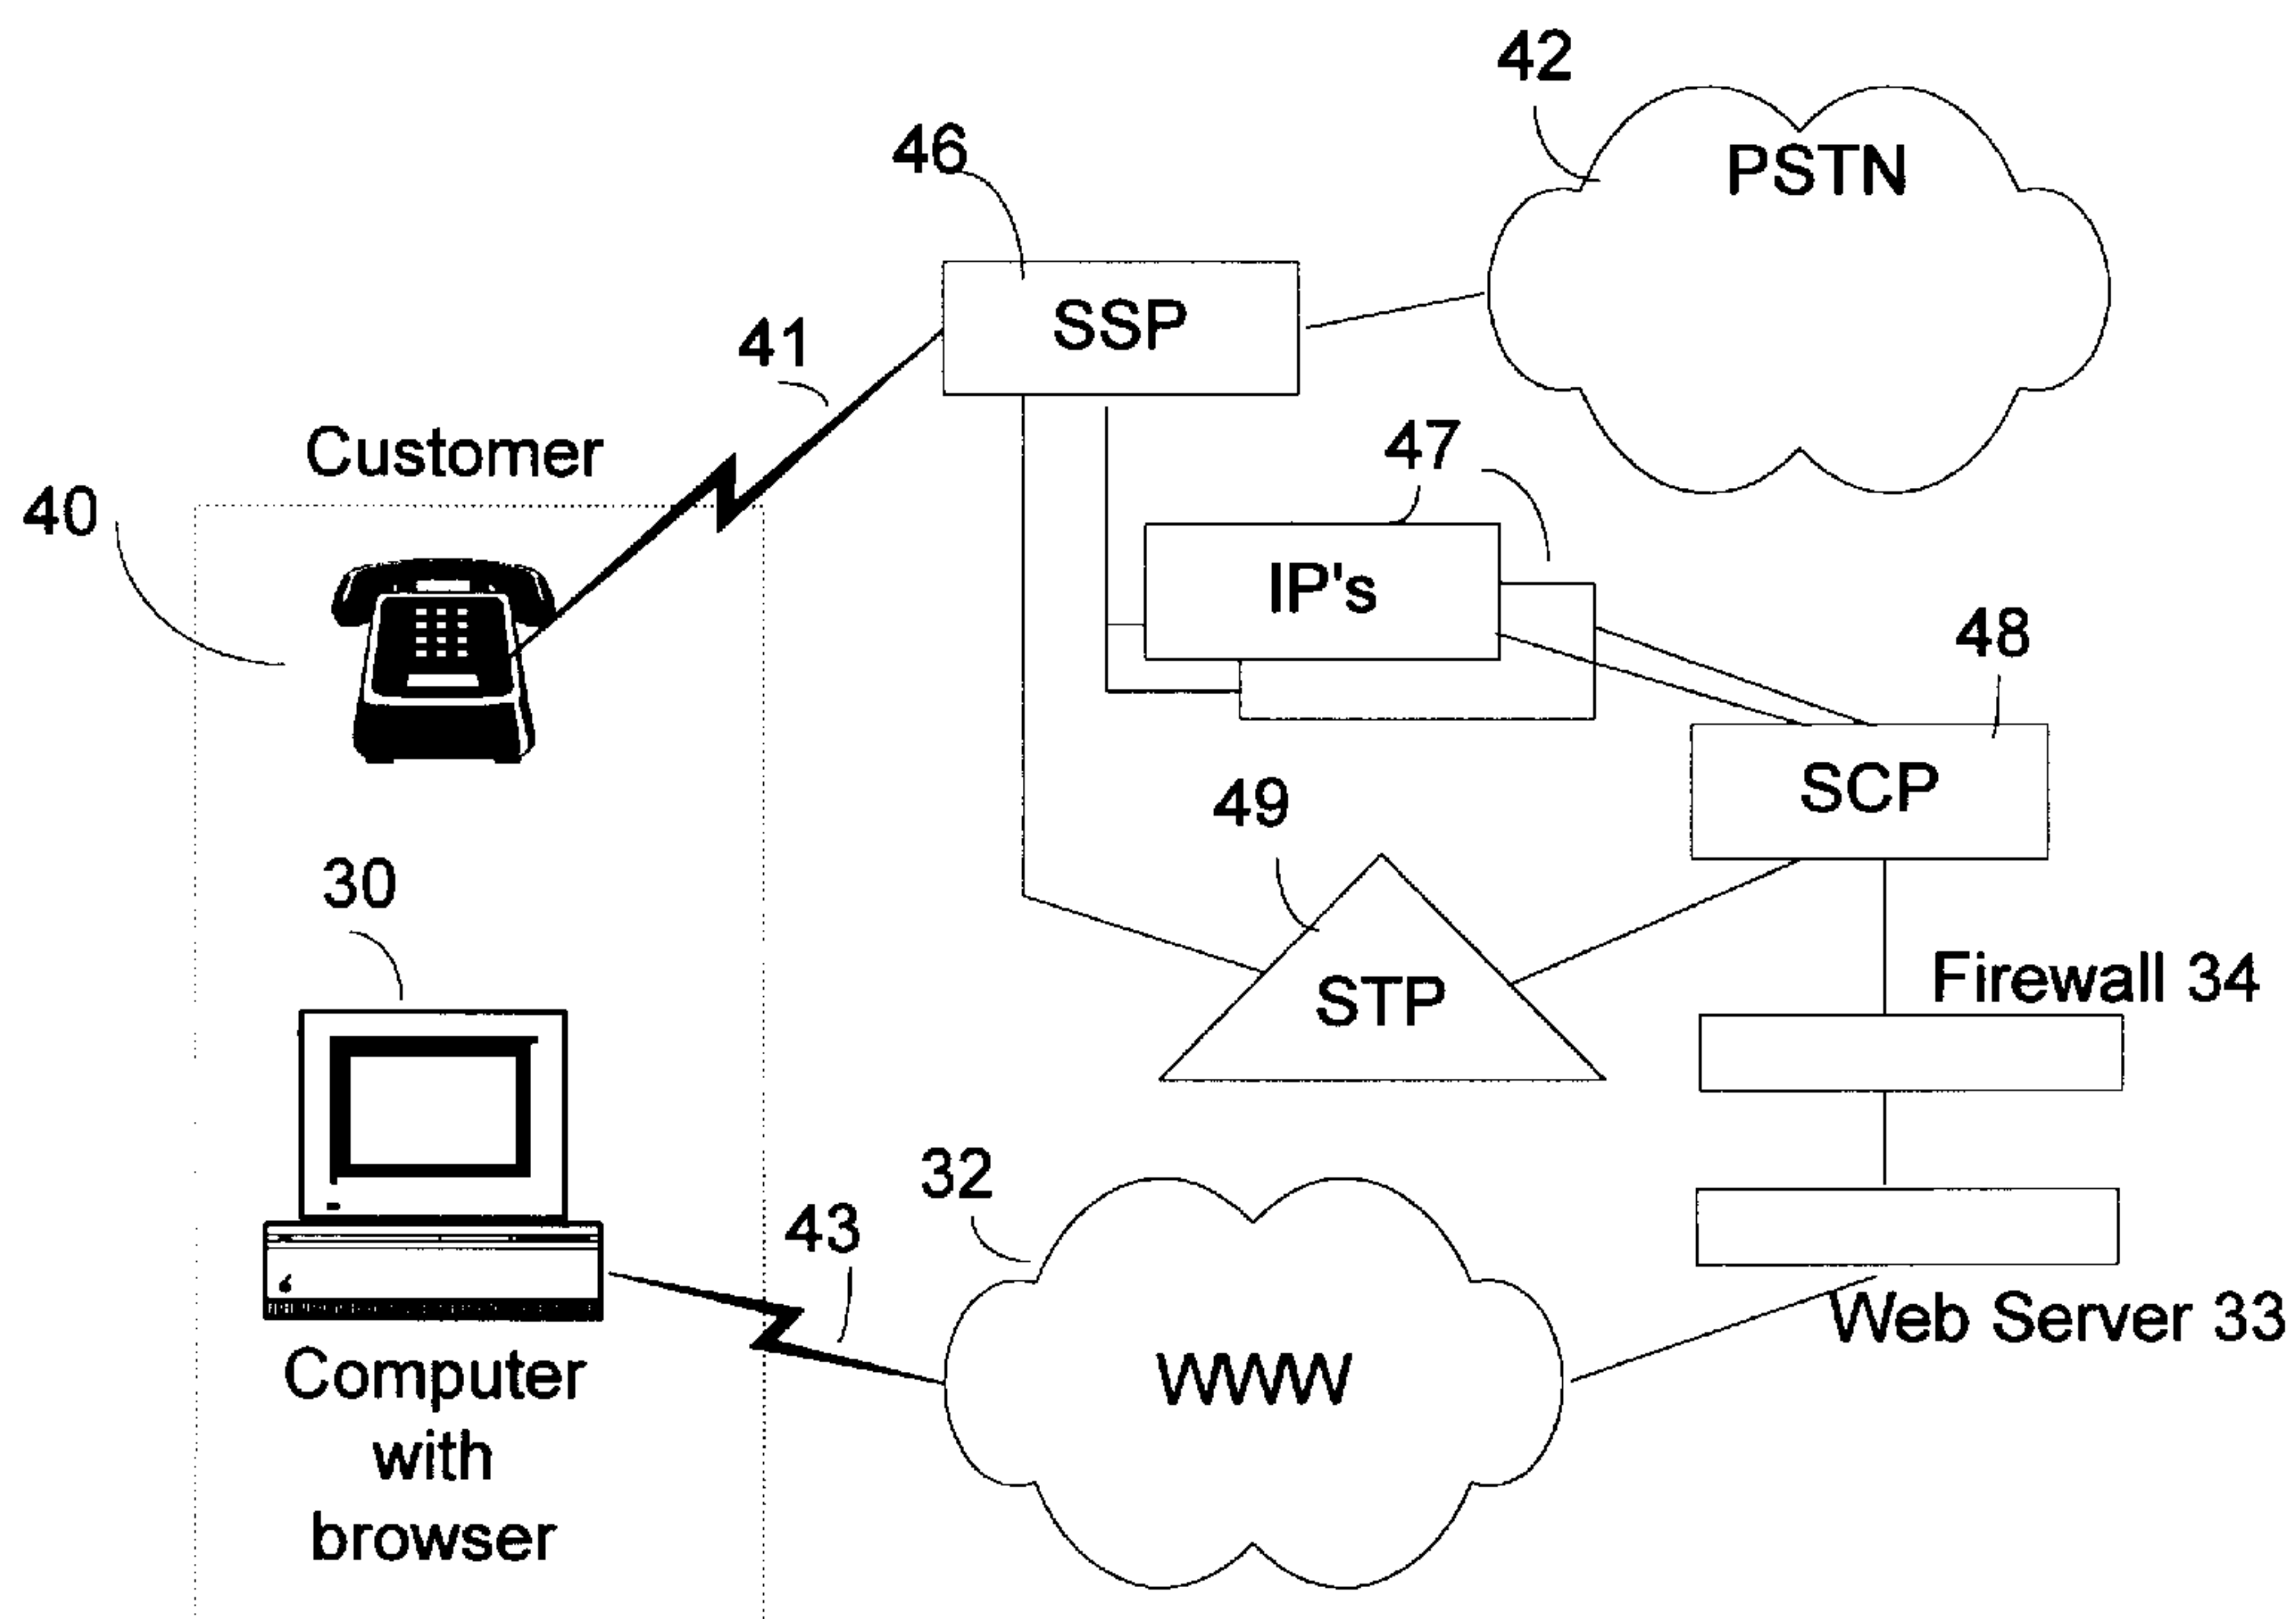 42
PSTN
46
SSP
41
Customer
40
47
IP's
48
SCP
49
STP
30
Firewall 34
32
43
Web Server 33
WWW
Computer
with
browser